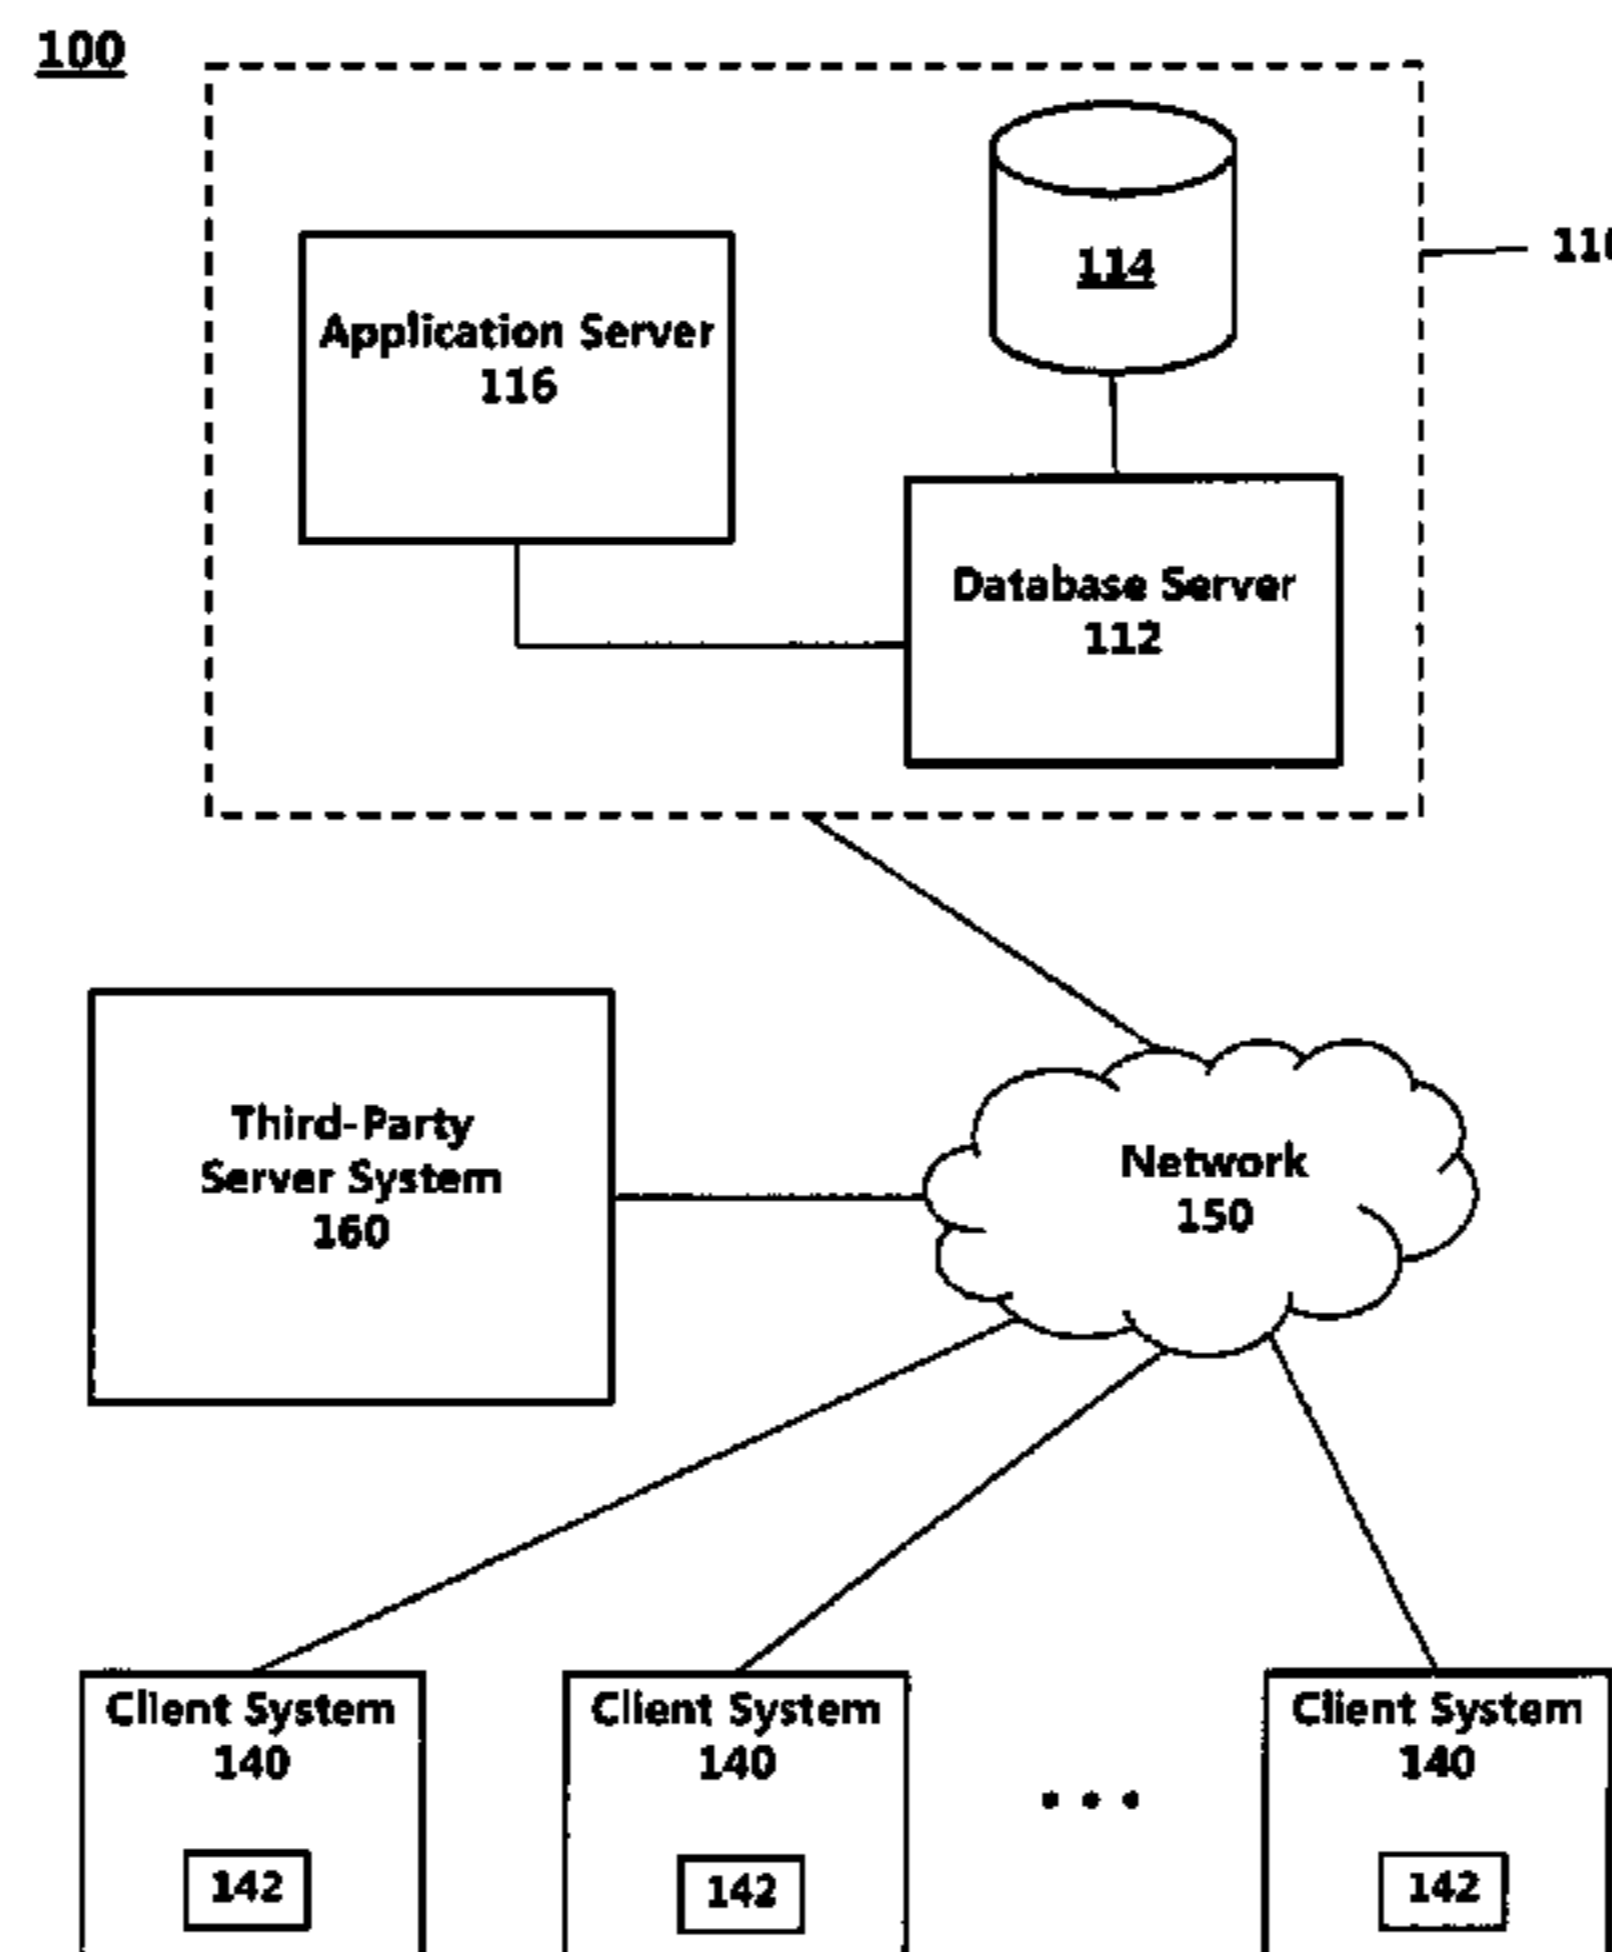 100
114
110
Application Server
116
Database Server
112
Third-Party
Server System
160
Network
150
Client System
140
142
Client System
140
142
• • •
Client System
140
142